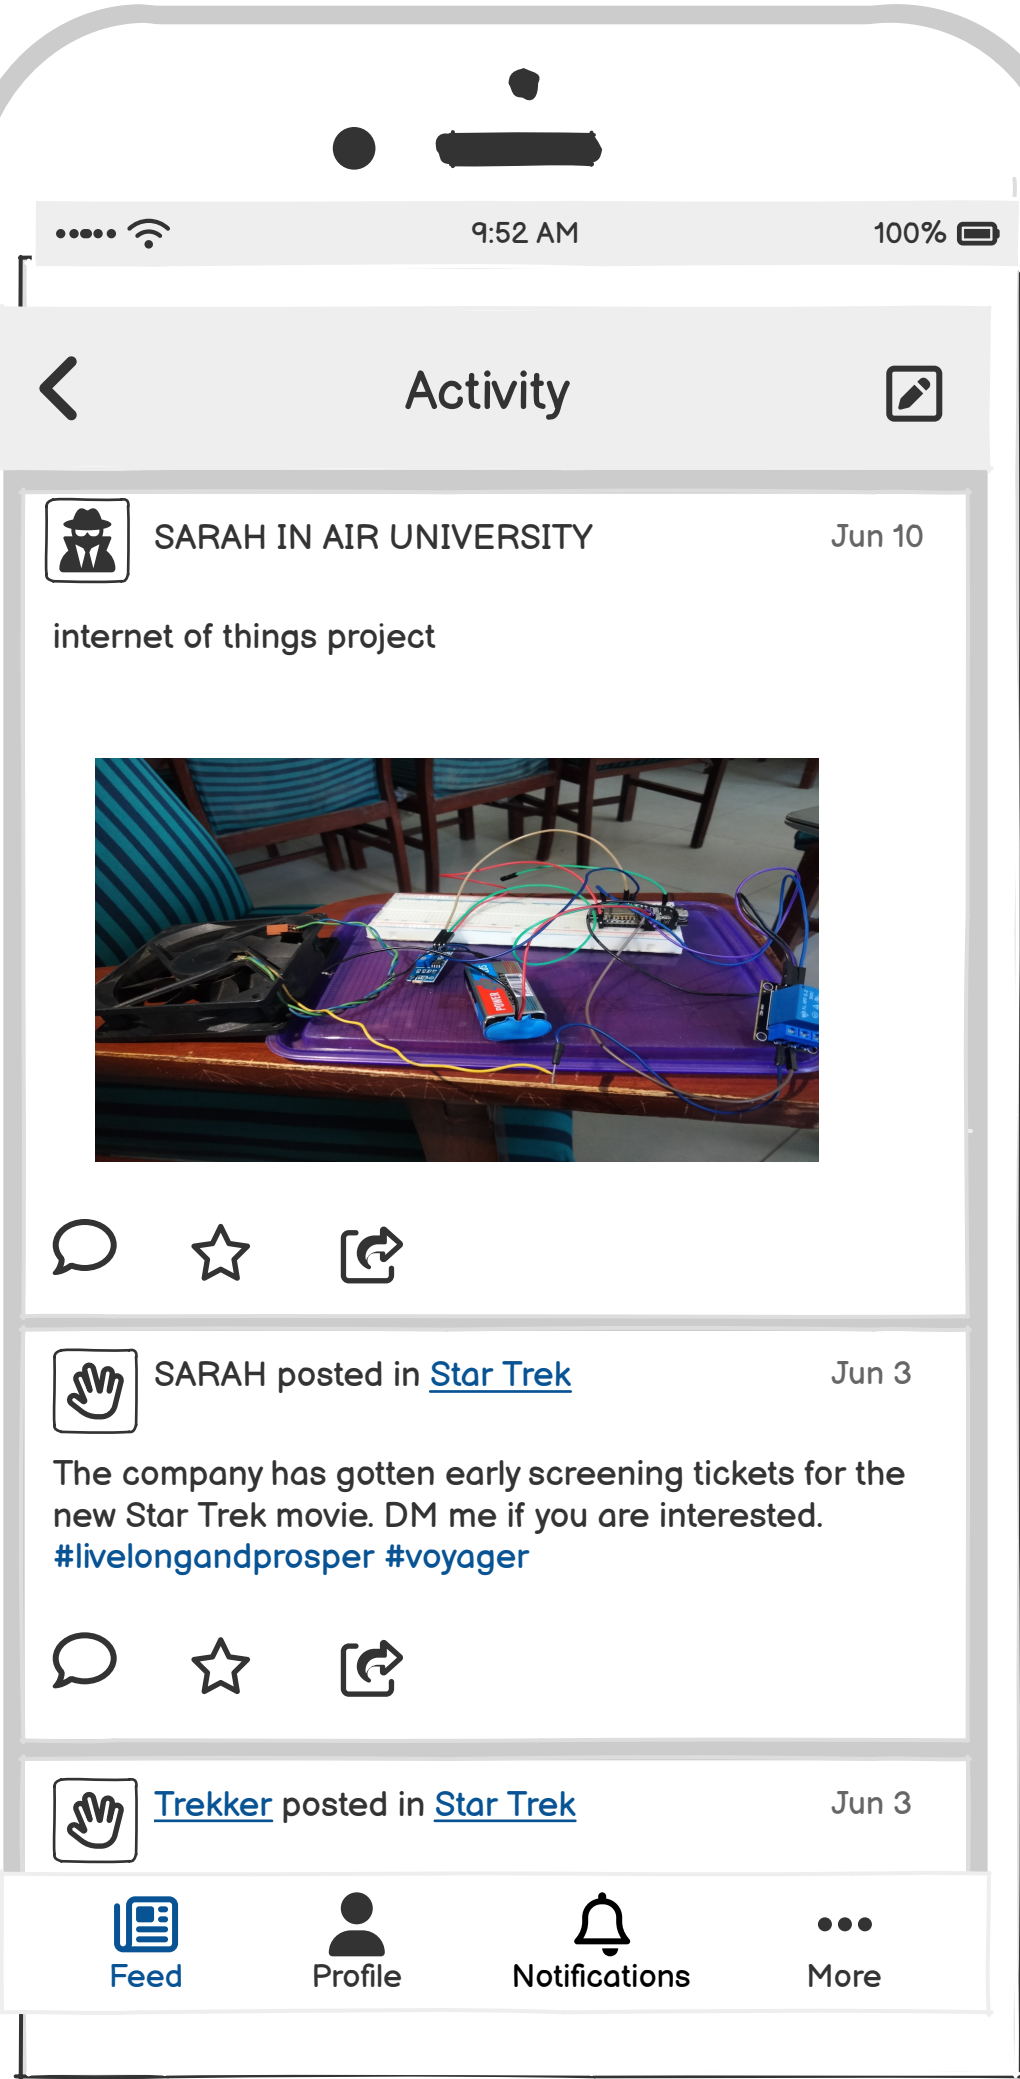 9:52 AM
100%
Activity
SARAH IN AIR UNIVERSITY
Jun 10
internet of things project
POWER
SARAH posted in Star Trek
Jun 3
The company has gotten early screening tickets for the
new Star Trek movie. DM me if you are interested.
#livelongandprosper #voyager
Trekker posted in Star Trek
Jun 3
Feed
Profile
Notifications
More